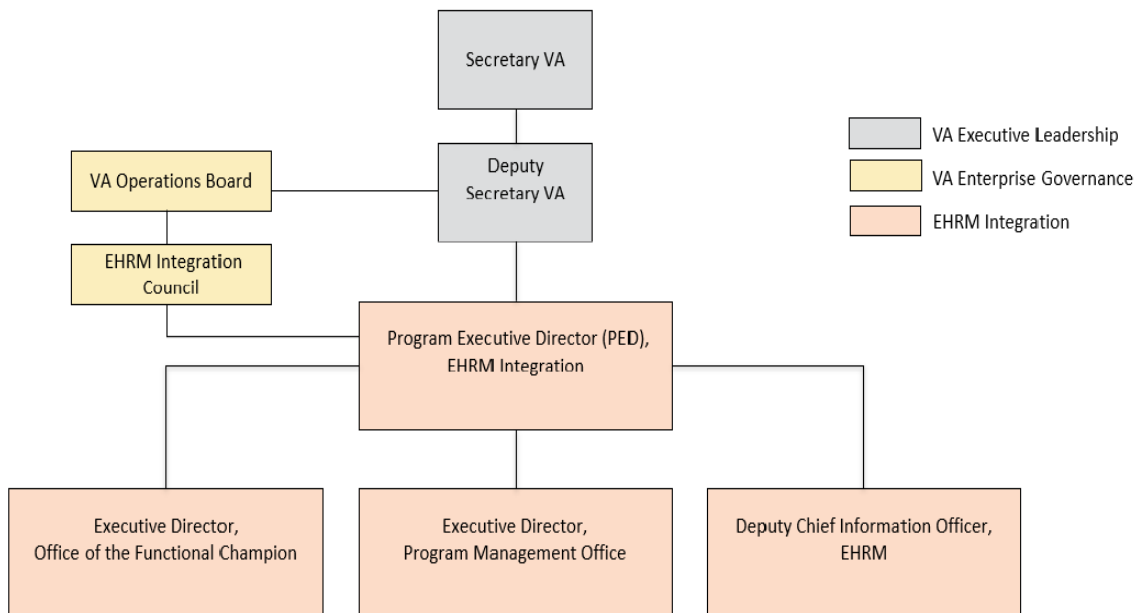 Secretary VA
Deputy
Secretary VA
VA Operations Board
EHRM Integration
Council
VA Executive Leadership
VA Enterprise Governance
EHRM Integration
Program Executive Director (PED),
EHRM Integration
Executive Director,
Office of the Functional Champion
Executive Director,
Program Management Office
Deputy Chief Information Officer,
EHRM